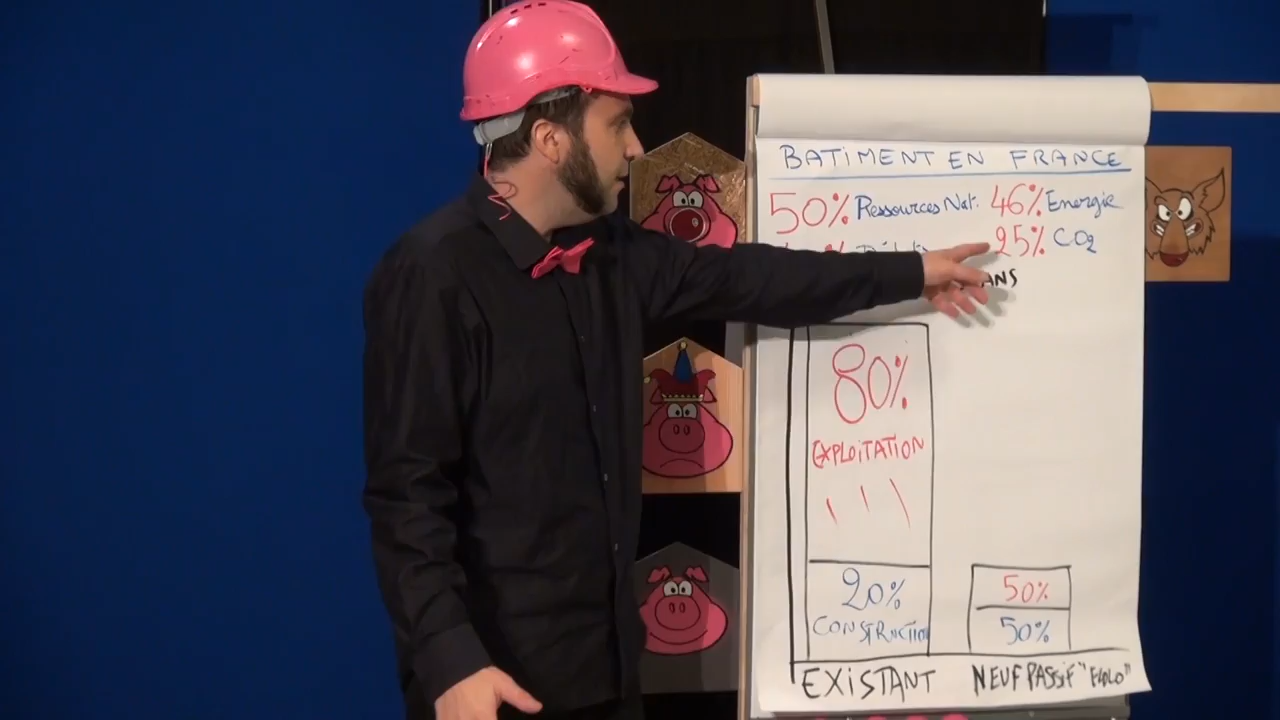 BATIMENT EN FRANCE
50% Ressources Nat. 46% Energie
25% CO2
ANS
80%
EXPLOITATION
20%
CONSTRUCTION
50%
50%
EXISTANT NEUF PASSIF "ECOLO"